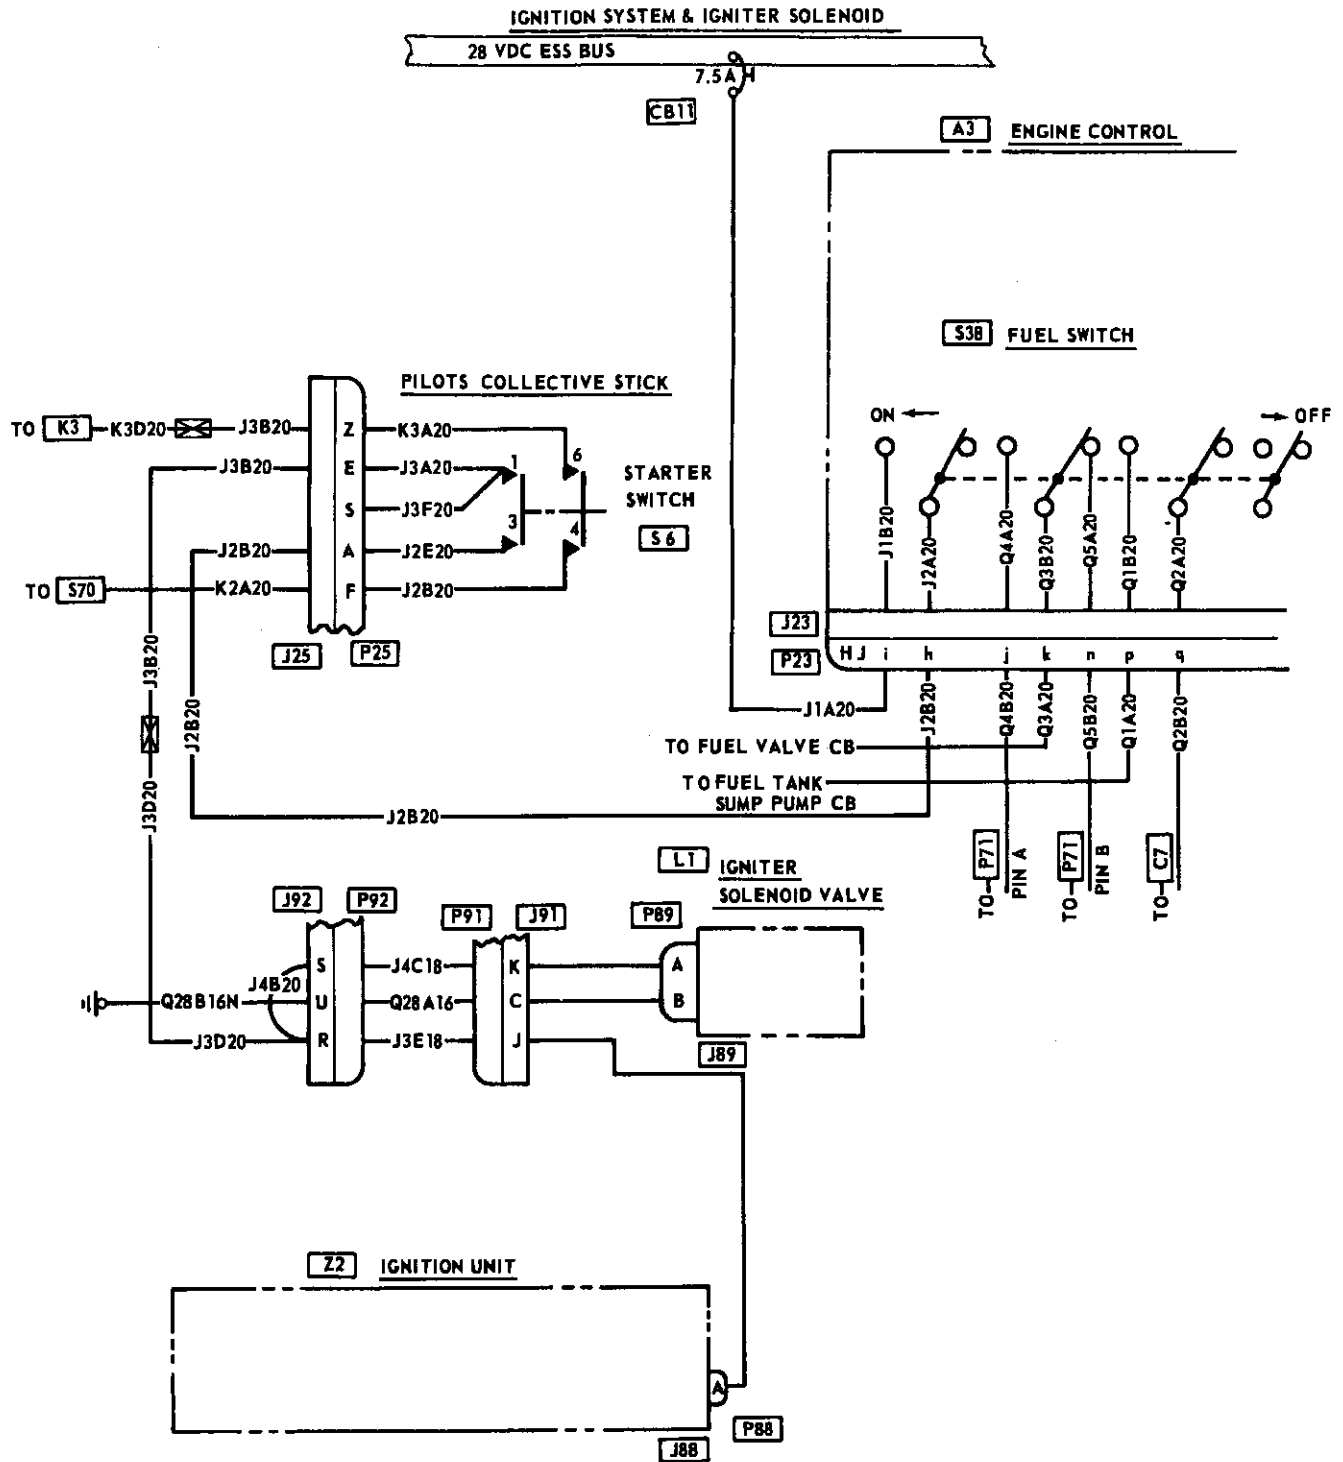 IGNITION SYSTEM & IGNITER SOLENOID
28 VDC ESS BUS
7.5A
CB11
A3 ENGINE CONTROL
S38 FUEL SWITCH
PILOTS COLLECTIVE STICK
ON
OFF
TO K3 K3D20 J3B20 Z K3A20 6
J3B20 E J3A20 1
STARTER
SWITCH
S J3F20
S6
3 4
J2B20 A J2E20
TO S70 K2A20 F J2B20
J1B20 J2A20 Q4A20 Q3B20 Q5A20 Q1B20 Q2A20
J25 P25
J23
P23 HJ i h j k n p q
J3B20
J2B20
J1A20
J2B20 Q4B20 Q3A20 Q5B20 Q1A20 Q2B20
TO FUEL VALVE CB
TO FUEL TANK
SUMP PUMP CB
J3D20
J2B20
TO P71 PIN A
TO P71 PIN B
TO C7
L1 IGNITER
SOLENOID VALVE
J92 P92 P91 J91 P89
S J4C18 K A
J4B20
Q28B16N U Q28A16 C B
J3D20 R J3E18 J
J89
Z2 IGNITION UNIT
A
P88
J88